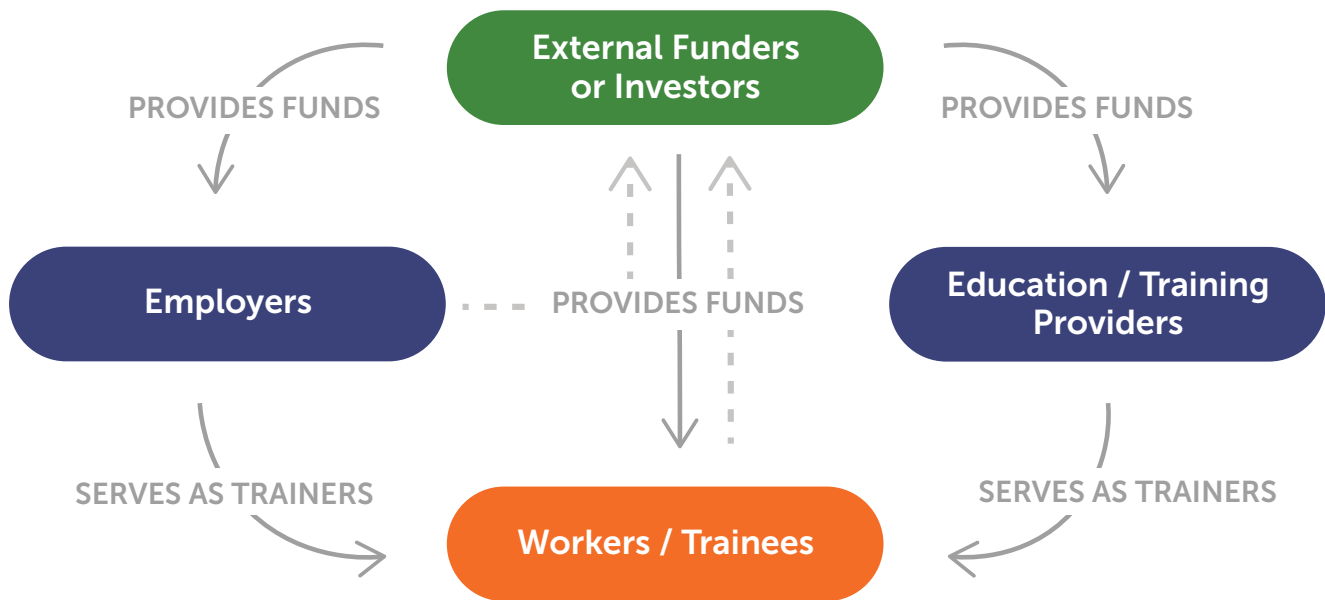 External Funders
or Investors
PROVIDES FUNDS
PROVIDES FUNDS
Employers
PROVIDES FUNDS
Education / Training
Providers
SERVES AS TRAINERS
SERVES AS TRAINERS
Workers / Trainees